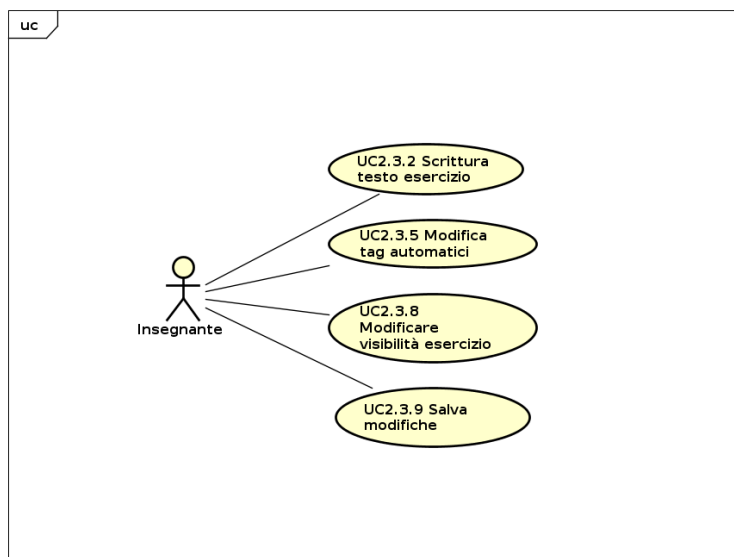 uc
UC2.3.2 Scrittura
testo esercizio
UC2.3.5 Modifica
tag automatici
UC2.3.8
Modificare
visibilità esercizio
UC2.3.9 Salva
modifiche
Insegnante